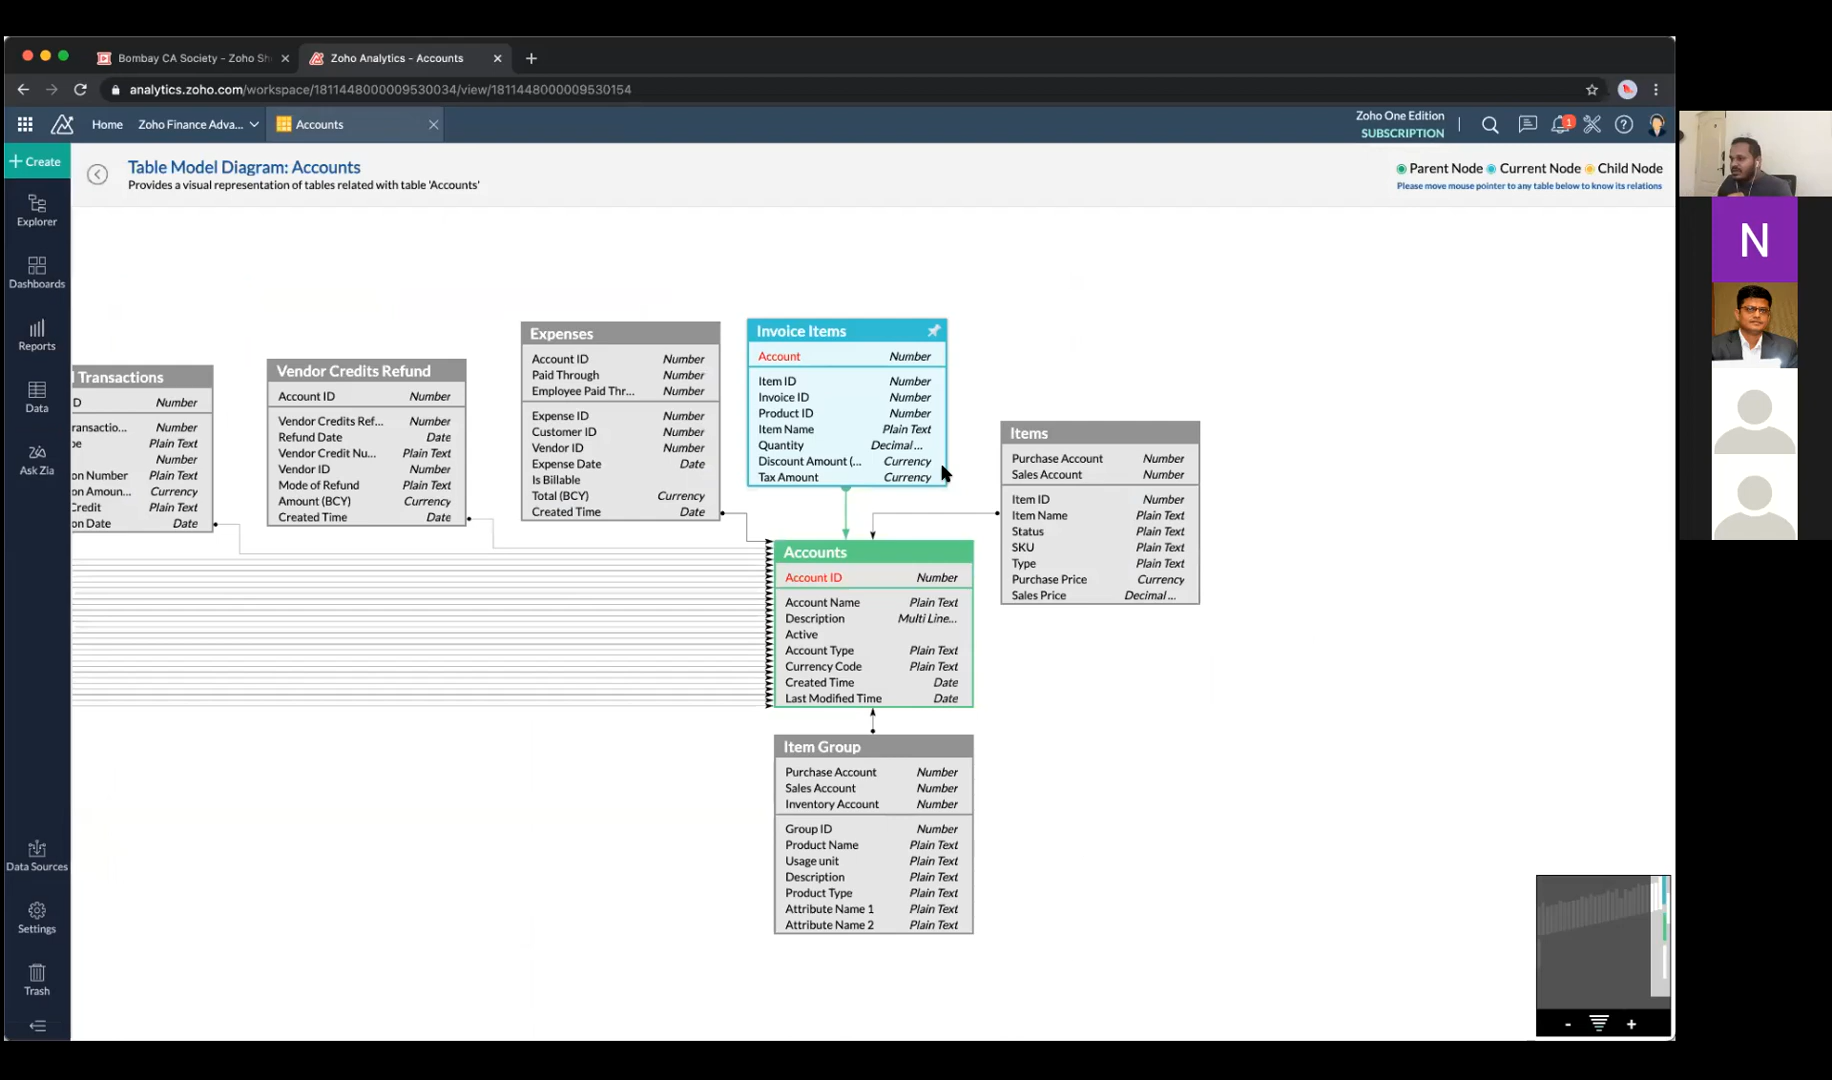 Bombay CA Society - Zoho Sh
Zoho Analytics - Accounts
analytics.zoho.com/workspace/1811448000009530034/view/1811448000009530154
Home
Zoho Finance Adva...
Accounts
Zoho One Edition
SUBSCRIPTION
1
Create
Explorer
Dashboards
Reports
Data
Ask Zia
Data Sources
Settings
Trash
Table Model Diagram: Accounts
Provides a visual representation of tables related with table 'Accounts'
Parent Node Current Node Child Node
Please move mouse pointer to any table below to know its relations
Transactions
D Number
ransactio... Number
pe Plain Text
Number
on Number Plain Text
on Amoun... Currency
Credit Plain Text
on Date Date
Vendor Credits Refund
Account ID Number
Vendor Credits Ref... Number
Refund Date Date
Vendor Credit Nu... Plain Text
Vendor ID Number
Mode of Refund Plain Text
Amount (BCY) Currency
Created Time Date
Expenses
Account ID Number
Paid Through Number
Employee Paid Thr... Number
Expense ID Number
Customer ID Number
Vendor ID Number
Expense Date Date
Is Billable
Total (BCY) Currency
Created Time Date
Invoice Items
Account Number
Item ID Number
Invoice ID Number
Product ID Number
Item Name Plain Text
Quantity Decimal ...
Discount Amount (... Currency
Tax Amount Currency
Items
Purchase Account Number
Sales Account Number
Item ID Number
Item Name Plain Text
Status Plain Text
SKU Plain Text
Type Plain Text
Purchase Price Currency
Sales Price Decimal ...
Accounts
Account ID Number
Account Name Plain Text
Description Multi Line...
Active
Account Type Plain Text
Currency Code Plain Text
Created Time Date
Last Modified Time Date
Item Group
Purchase Account Number
Sales Account Number
Inventory Account Number
Group ID Number
Product Name Plain Text
Usage unit Plain Text
Description Plain Text
Product Type Plain Text
Attribute Name 1 Plain Text
Attribute Name 2 Plain Text
N